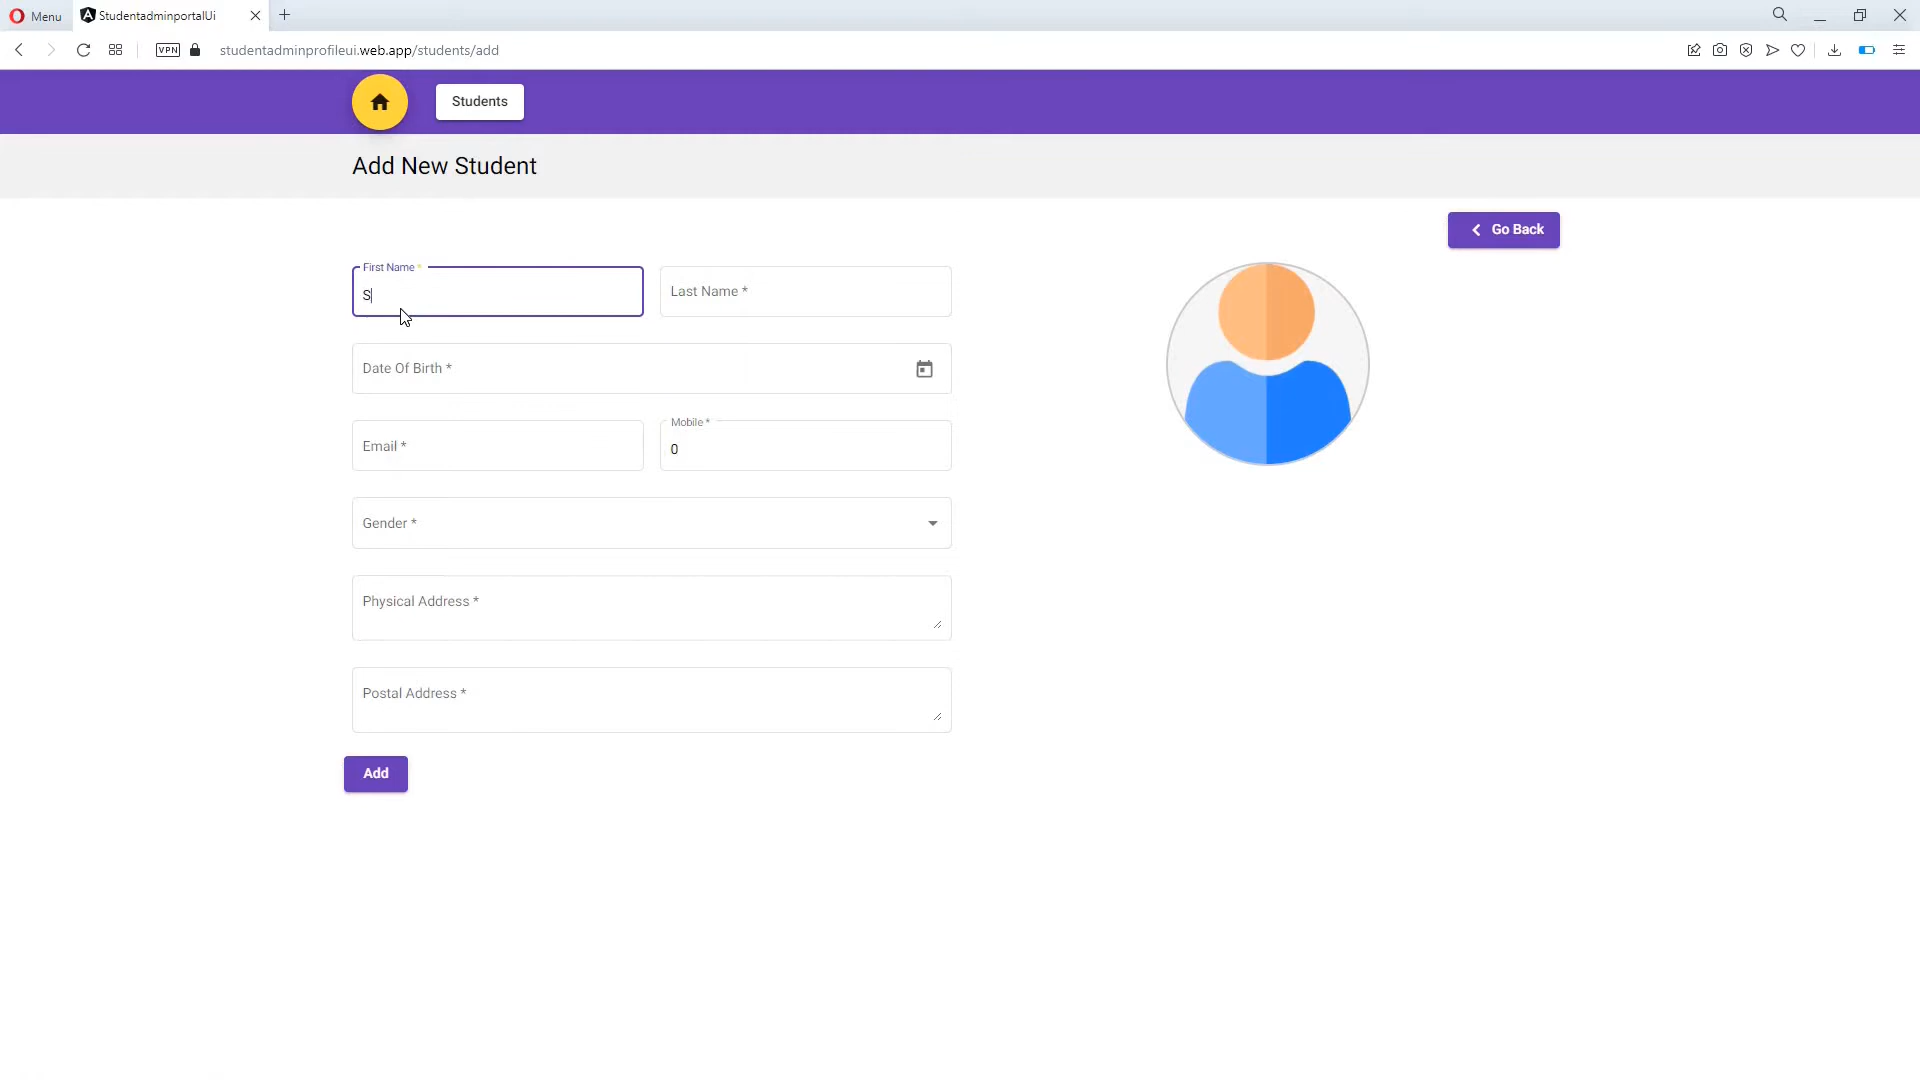 Menu
StudentadminportalUi
VPN
studentadminprofileui.web.app/students/add
Students
Add New Student
Go Back
First Name *
S
Last Name *
Date Of Birth *
Email *
Mobile *
0
Gender *
Physical Address *
Postal Address *
Add